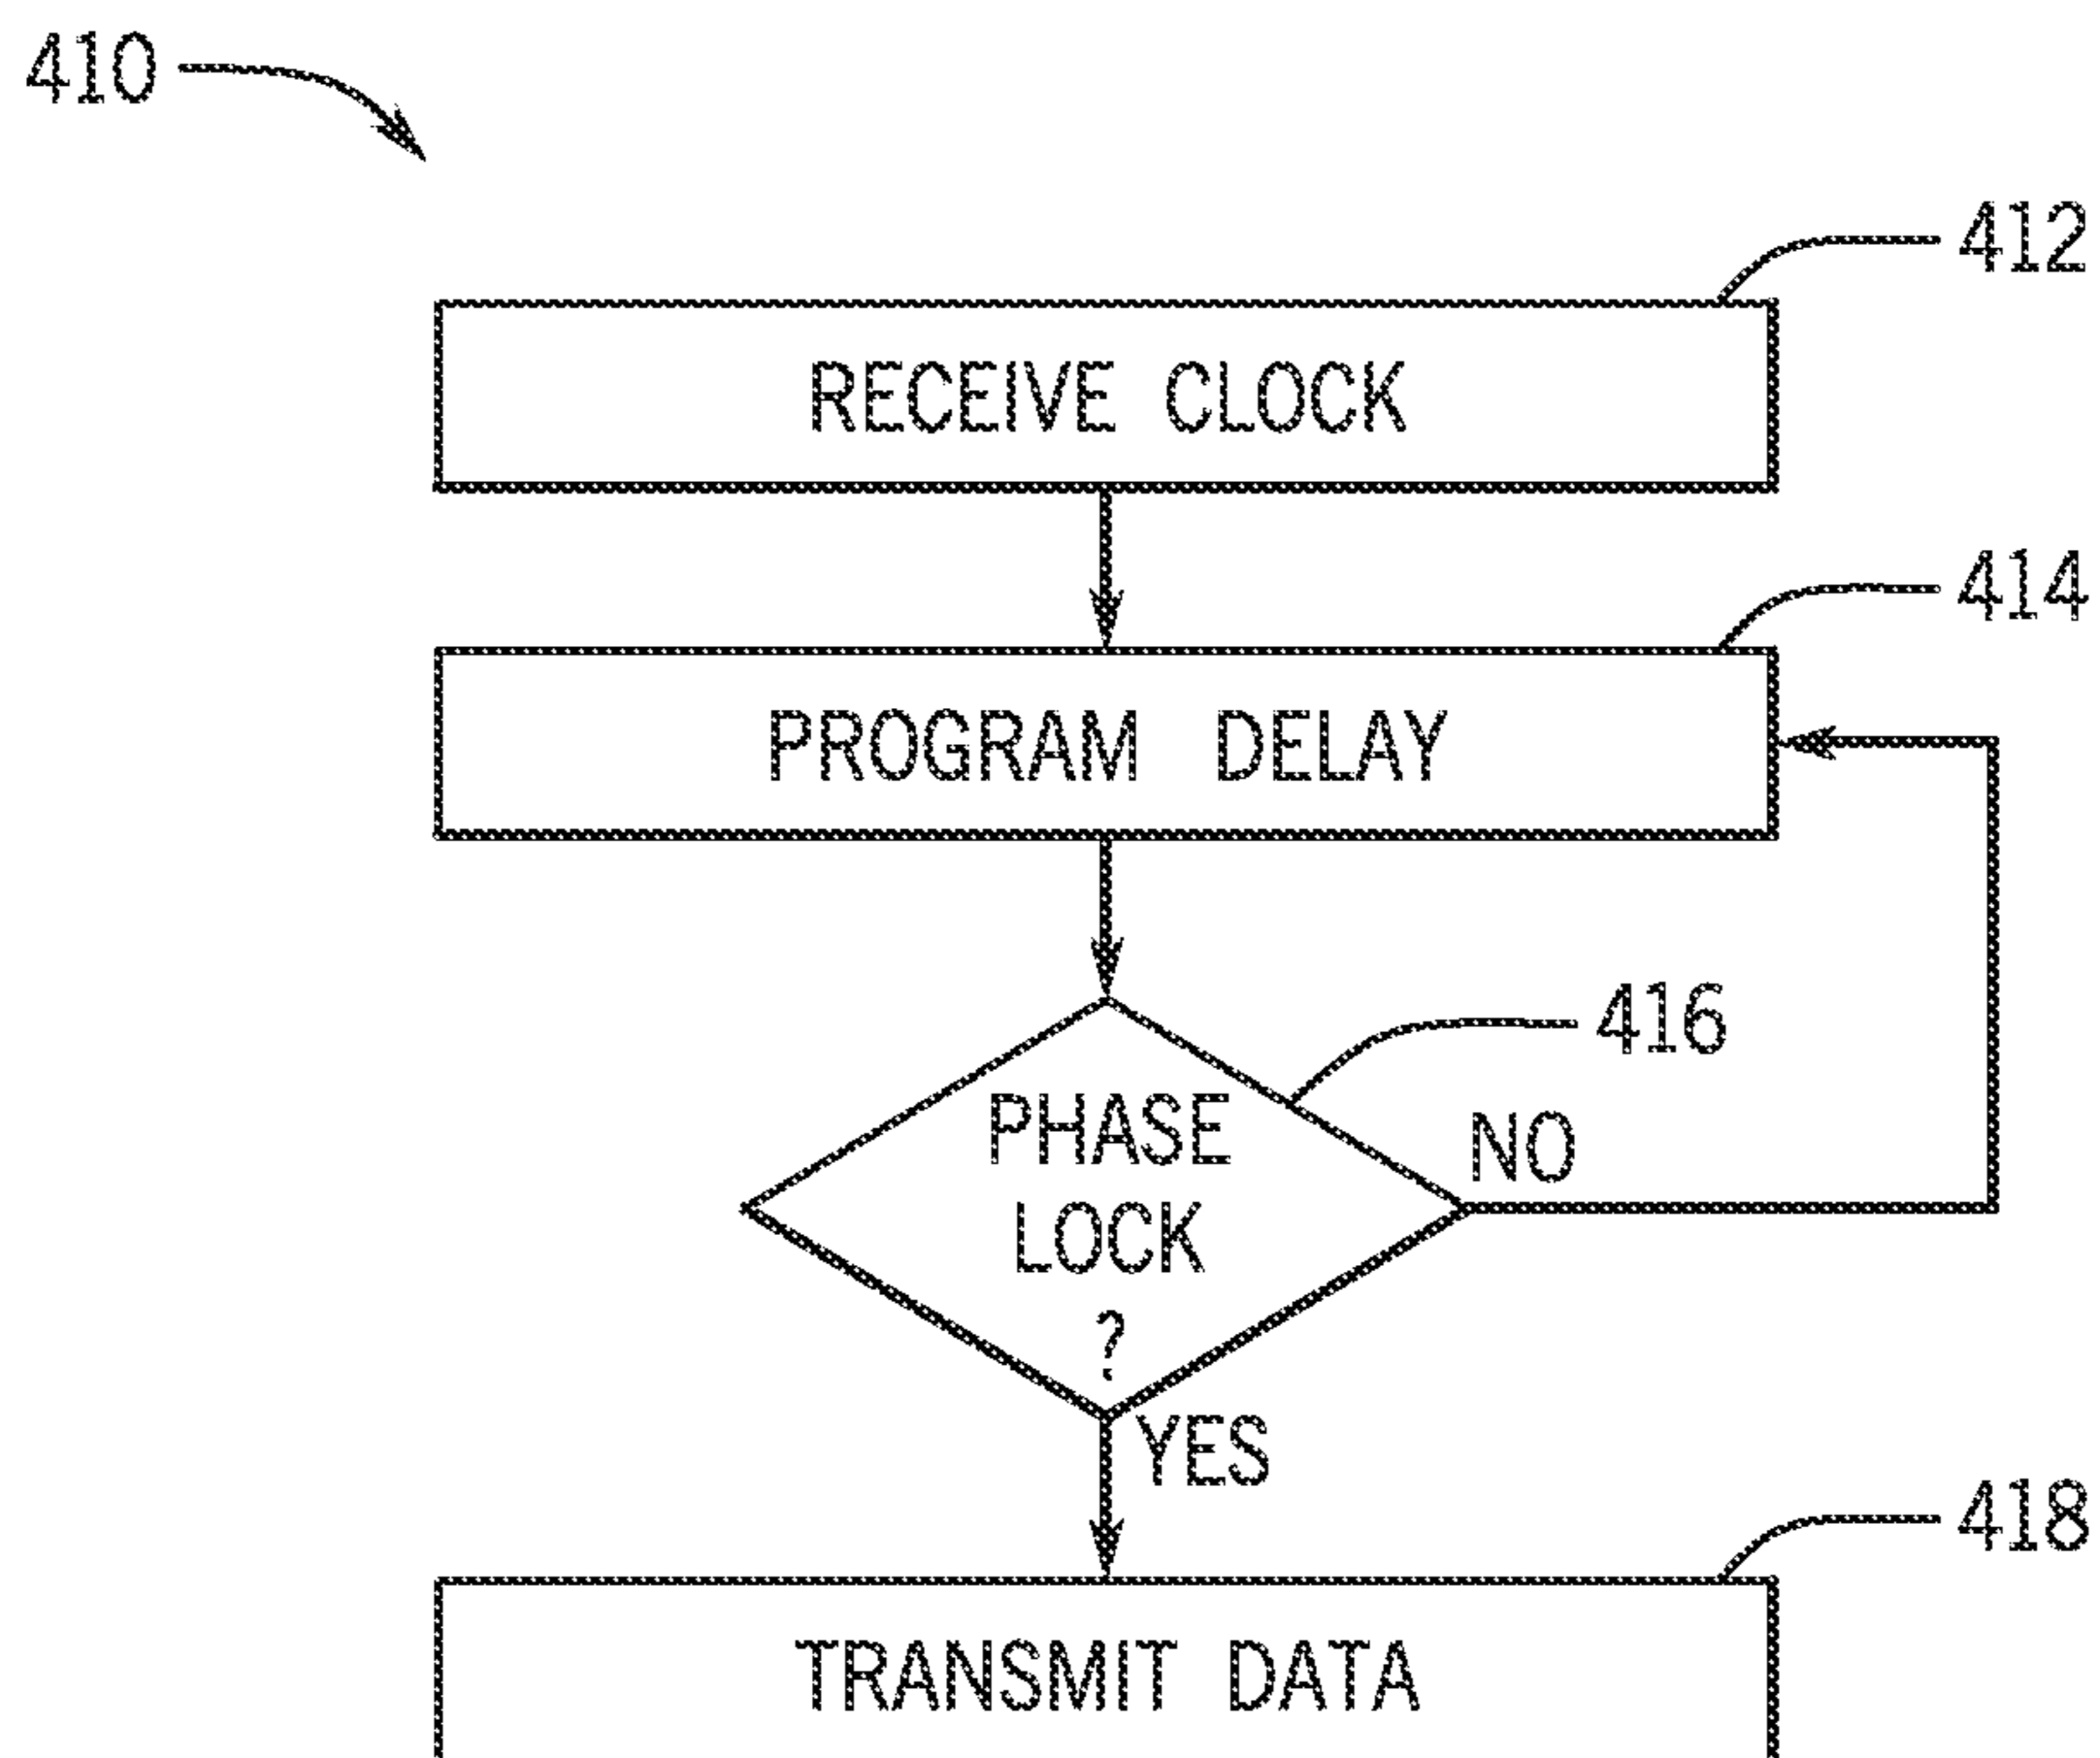 410
412
RECEIVE CLOCK
414
PROGRAM DELAY
416
PHASE
LOCK
?
NO
YES
418
TRANSMIT DATA